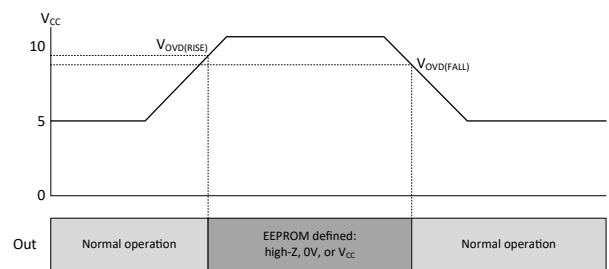 VCC
10
VOVD(RISE)
VOVD(FALL)
5
0
Out
Normal operation
EEPROM defined:
high-Z, 0V, or VCC
Normal operation